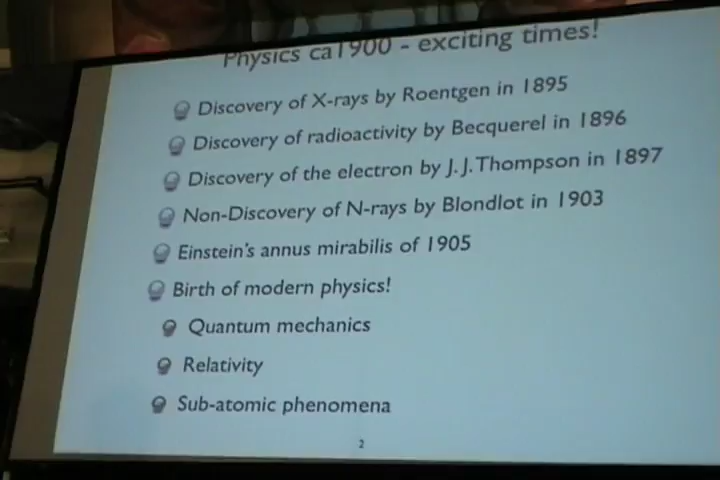 Physics ca1900 - exciting times!
Discovery of X-rays by Roentgen in 1895
Discovery of radioactivity by Becquerel in 1896
Discovery of the electron by J. J. Thompson in 1897
Non-Discovery of N-rays by Blondlot in 1903
Einstein's annus mirabilis of 1905
Birth of modern physics!
Quantum mechanics
Relativity
Sub-atomic phenomena
2